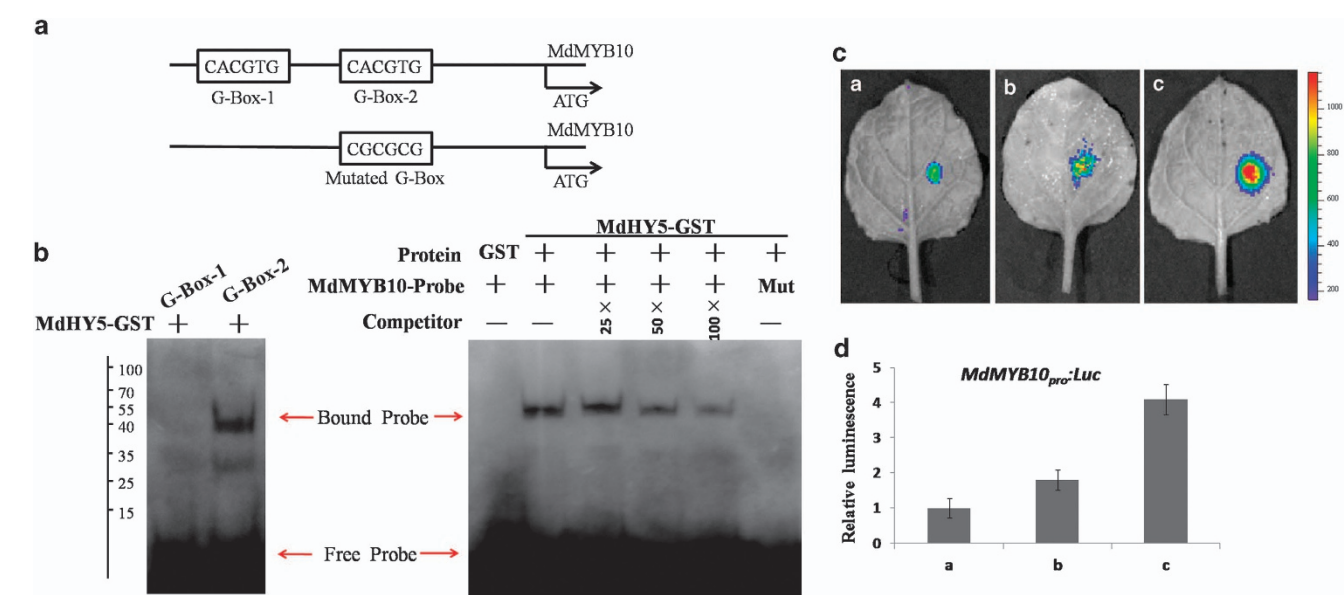 a
CACGTG CACGTG MdMYB10
G-Box-1 G-Box-2 ATG
CGCGCG MdMYB10
Mutated G-Box ATG
b
G-Box-1 G-Box-2
MdHY5-GST + +
100
70
55
40
35
25
15
Bound Probe
Free Probe
MdHY5-GST
Protein GST + + + + +
MdMYB10-Probe + + + + + Mut
Competitor — — 25 × 50 × 100 × —
c
a b c
1000
800
600
400
200
d
MdMYB10pro:Luc
Relative luminescence
5
4
3
2
1
0
a b c